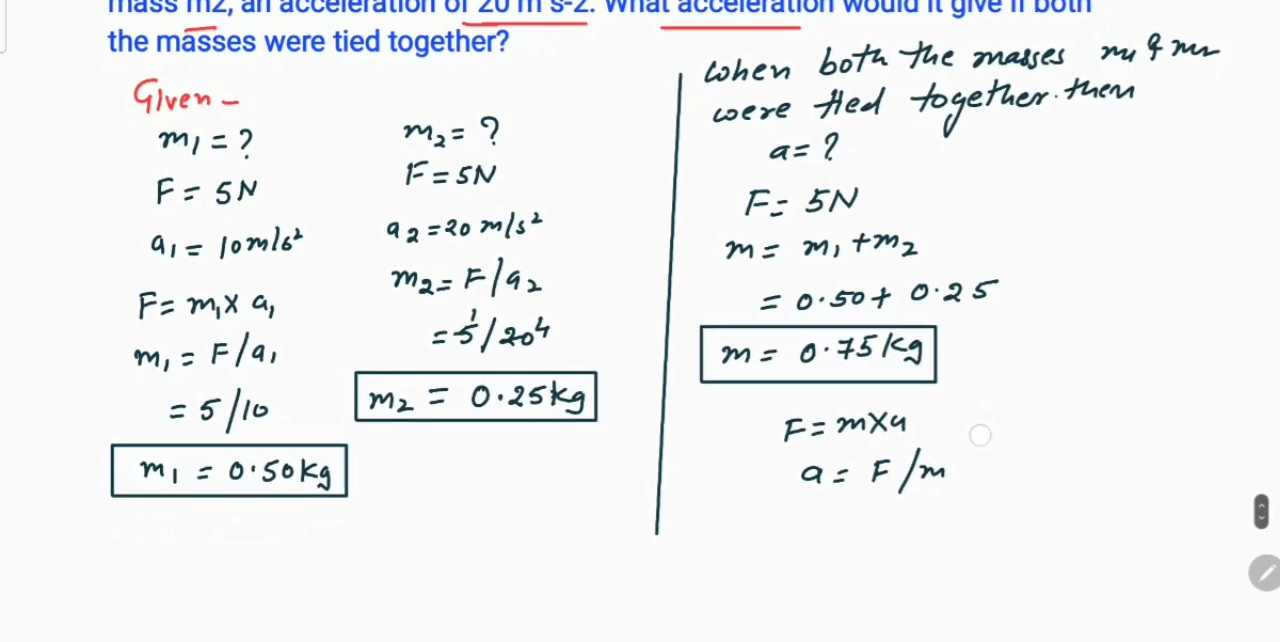 mass m2, an acceleration of 20 m s-2. What acceleration would it give if both
the masses were tied together?
Given -
m₁ = ?
F = 5N
a₁ = 10m/s²
F = m₁ x a₁
m₁ = F/a₁
= 5/10
m₁ = 0.50kg
m₂ = ?
F = 5N
a₂ = 20 m/s²
m₂ = F/a₂
= 5 1/20 4
m₂ = 0.25kg
When both the masses m₁ & m₂
were tied together. then
a = ?
F = 5N
m = m₁ + m₂
= 0.50 + 0.25
m = 0.75kg
F = mxa
a = F/m